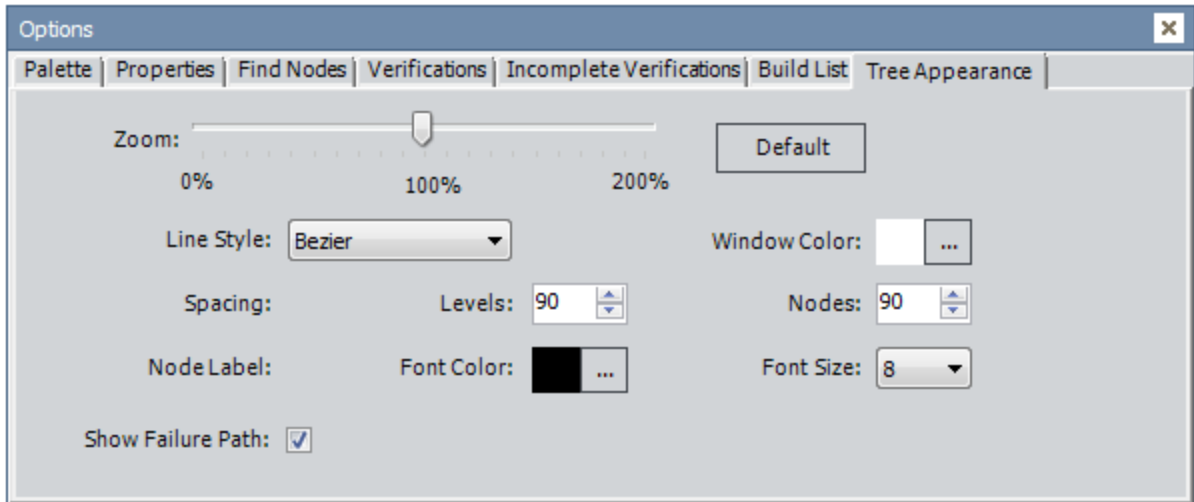 Options
Palette Properties Find Nodes Verifications Incomplete Verifications Build List Tree Appearance
Zoom: Default
0% 100% 200%
Line Style: Bezier Window Color: ...
Spacing: Levels: 90 Nodes: 90
Node Label: Font Color: ... Font Size: 8
Show Failure Path: